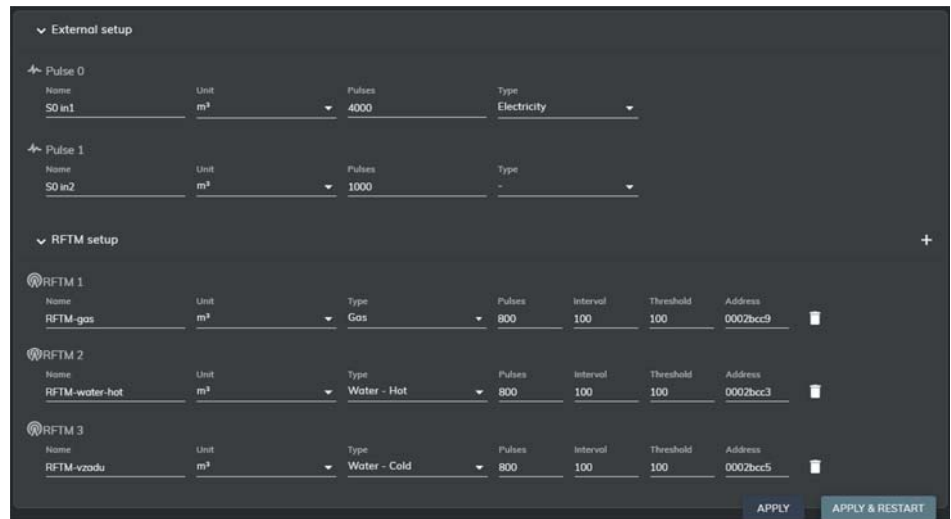 External setup
Pulse 0
Name Unit Pulses Type
S0 in1 m³ 4000 Electricity
Pulse 1
Name Unit Pulses Type
S0 in2 m³ 1000 -
RFTM setup +
RFTM 1
Name Unit Type Pulses Interval Threshold Address
RFTM-gas m³ Gas 800 100 100 0002bcc9
RFTM 2
Name Unit Type Pulses Interval Threshold Address
RFTM-water-hot m³ Water - Hot 800 100 100 0002bcc3
RFTM 3
Name Unit Type Pulses Interval Threshold Address
RFTM-vzadu m³ Water - Cold 800 100 100 0002bcc5
APPLY APPLY & RESTART